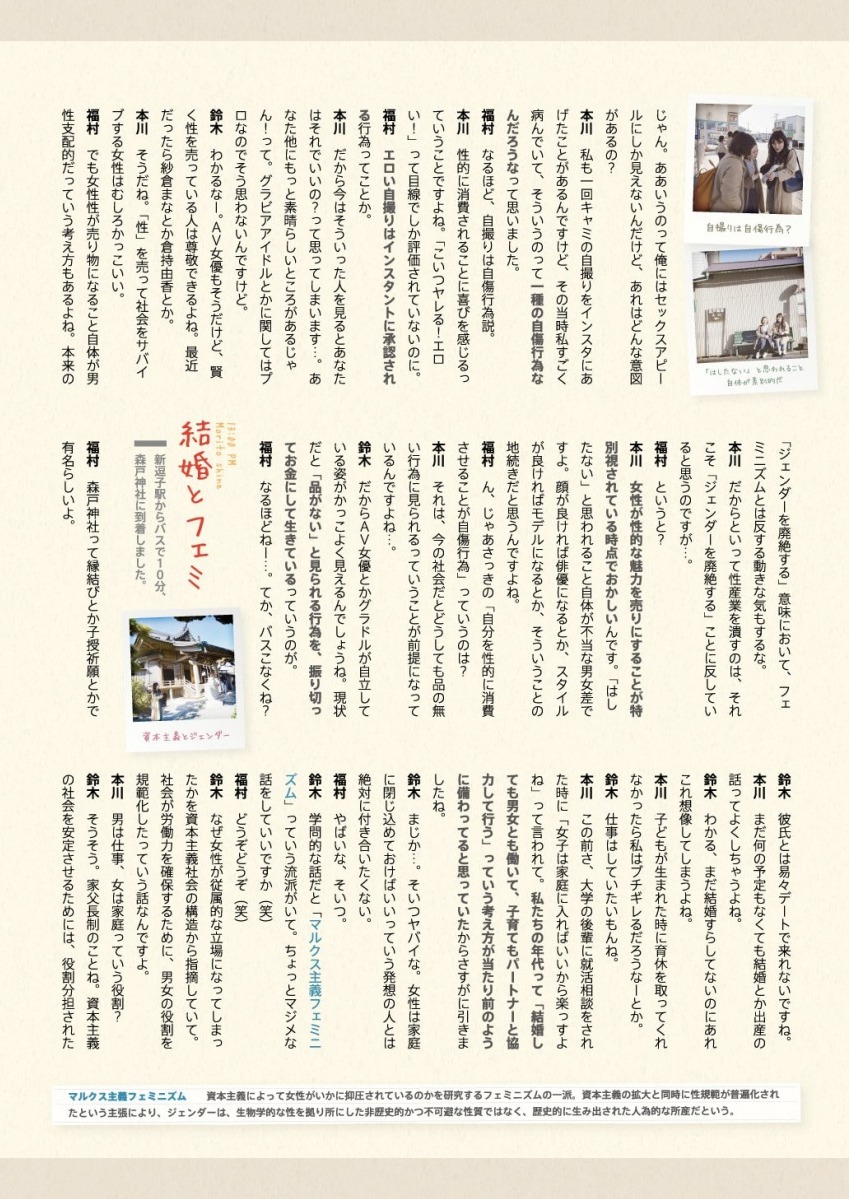 じゃん。ああいうのって俺にはセックスアピー
ルにしか見えないんだけど、あれはどんな意図
があるの?
本川　私も一回キャミの自撮りをインスタにあ
げたことがあるんですけど、その当時私すごく
病んでいて、そういうのって一種の自傷行為な
んだろうなって思いました。
福村　なるほど、自撮りは自傷行為説。
本川　性的に消費されることに喜びを感じるっ
ていうことですよね。「こいつヤレる!エロ
い!」って目線でしか評価されていないのに。
福村　エロい自撮りはインスタントに承認され
る行為ってことか。
本川　だから今はそういった人を見るとあなた
はそれでいいの?って思ってしまいます…。あ
なた他にもっと素晴らしいところがあるじゃ
ん!って。グラビアアイドルとかに関してはプ
ロなのでそう思わないんですけど。
鈴木　わかるなー。AV女優もそうだけど、賢
く性を売っている人は尊敬できるよね。最近
だったら紗倉まなとか倉持由香とか。
本川　そうだね。「性」を売って社会をサバイ
ブする女性はむしろかっこいい。
福村　でも女性性が売り物になること自体が男
性支配的だっていう考え方もあるよね。本来の
自撮りは自傷行為?
「はしたない」と思われること
自体が差別的だ
「ジェンダーを廃絶する」意味において、フェ
ミニズムとは反する動きな気もするな。
本川　だからといって性産業を潰すのは、それ
こそ「ジェンダーを廃絶する」ことに反してい
ると思うのですが…。
福村　というと?
本川　女性が性的な魅力を売りにすることが特
別視されている時点でおかしいんです。「はし
たない」と思われること自体が不当な男女差で
すよ。顔が良ければ俳優になるとか、スタイル
が良ければモデルになるとか、そういうことの
地続きだと思うんですよね。
福村　ん、じゃあさっきの「自分を性的に消費
させることが自傷行為」っていうのは?
本川　それは、今の社会だとどうしても品の無
い行為に見られるっていうことが前提になって
いるんですよね…。
鈴木　だからAV女優とかグラドルが自立して
いる姿がかっこよく見えるんでしょうね。現状
だと「品がない」と見られる行為を、振り切っ
てお金にして生きているっていうのが。
福村　なるほどねー…。てか、バスこなくね?
13:00 PM
Morito shine
結婚とフェミ
新逗子駅からバスで10分、
森戸神社に到着しました。
福村　森戸神社って縁結びとか子授祈願とかで
有名らしいよ。
資本主義とジェンダー
鈴木　彼氏とは易々デートで来れないですね。
本川　まだ何の予定もなくても結婚とか出産の
話ってよくしちゃうよね。
鈴木　わかる、まだ結婚すらしてないのにあれ
これ想像してしまうよね。
本川　子どもが生まれた時に育休を取ってくれ
なかったら私はブチギレるだろうなーとか。
鈴木　仕事はしていたいもんね。
本川　この前さ、大学の後輩に就活相談をされ
た時に「女子は家庭に入ればいいから楽っすよ
ね」って言われて。私たちの年代って「結婚し
ても男女とも働いて、子育てもパートナーと協
力して行う」っていう考え方が当たり前のよう
に備わってると思っていたからさすがに引きま
したね。
鈴木　まじか…。そいつヤバイな。女性は家庭
に閉じ込めておけばいいっていう発想の人とは
絶対に付き合いたくない。
福村　やばいな、そいつ。
鈴木　学問的な話だと「マルクス主義フェミニ
ズム」っていう流派がいて。ちょっとマジメな
話をしていいですか(笑)
福村　どうぞどうぞ(笑)
鈴木　なぜ女性が従属的な立場になってしまっ
たかを資本主義社会の構造から指摘していて。
社会が労働力を確保するために、男女の役割を
規範化したっていう話なんですよ。
本川　男は仕事、女は家庭っていう役割?
鈴木　そうそう。家父長制のことね。資本主義
の社会を安定させるためには、役割分担された
マルクス主義フェミニズム　資本主義によって女性がいかに抑圧されているのかを研究するフェミニズムの一派。資本主義の拡大と同時に性規範が普遍化され
たという主張により、ジェンダーは、生物学的な性を拠り所にした非歴史的かつ不可避な性質ではなく、歴史的に生み出された人為的な所産だという。